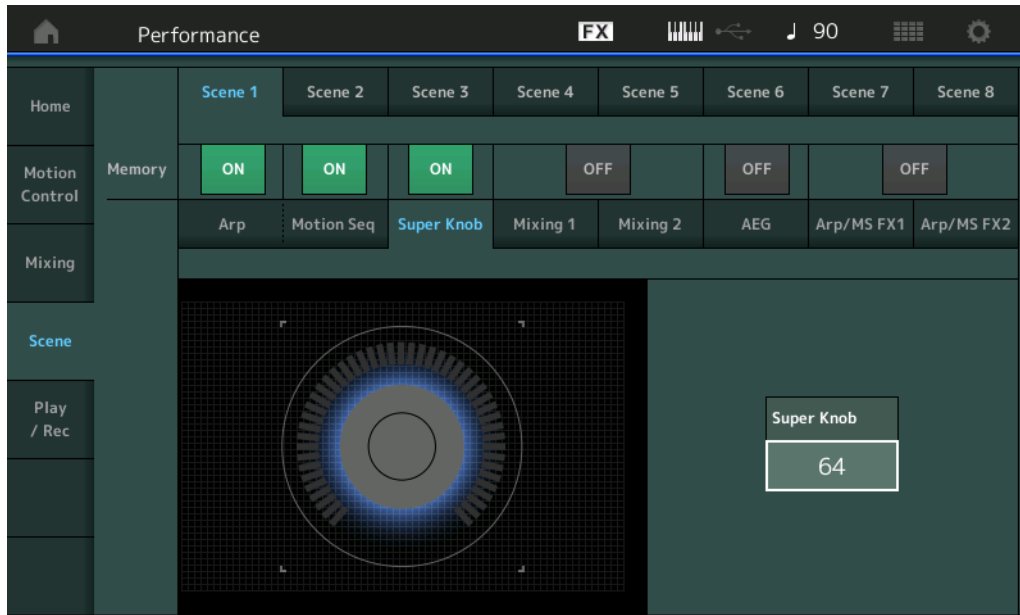 Performance
FX
90
Home
Motion
Control
Mixing
Scene
Play
/ Rec
Scene 1
Scene 2
Scene 3
Scene 4
Scene 5
Scene 6
Scene 7
Scene 8
Memory
ON
ON
ON
OFF
OFF
OFF
Arp
Motion Seq
Super Knob
Mixing 1
Mixing 2
AEG
Arp/MS FX1
Arp/MS FX2
Super Knob
64